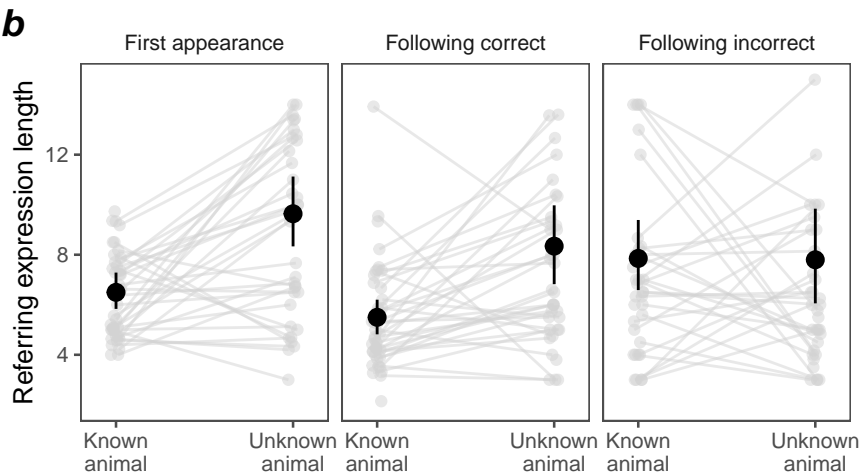 b
First appearance
Following correct
Following incorrect
Referring expression length
12
8
4
Known animal
Unknown animal
Known animal
Unknown animal
Known animal
Unknown animal